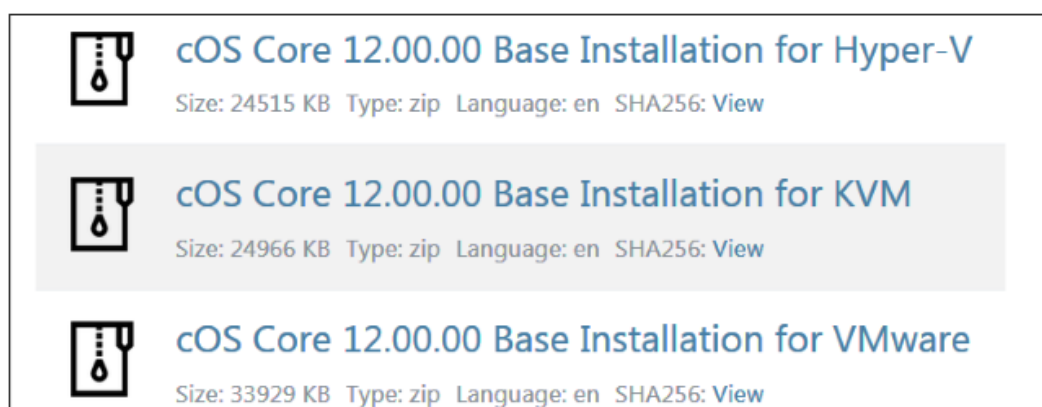 cOS Core 12.00.00 Base Installation for Hyper-V
Size: 24515 KB Type: zip Language: en SHA256: View
cOS Core 12.00.00 Base Installation for KVM
Size: 24966 KB Type: zip Language: en SHA256: View
cOS Core 12.00.00 Base Installation for VMware
Size: 33929 KB Type: zip Language: en SHA256: View